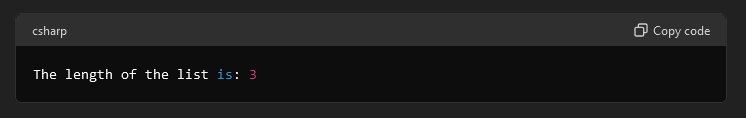 csharp
Copy code
The length of the list is: 3